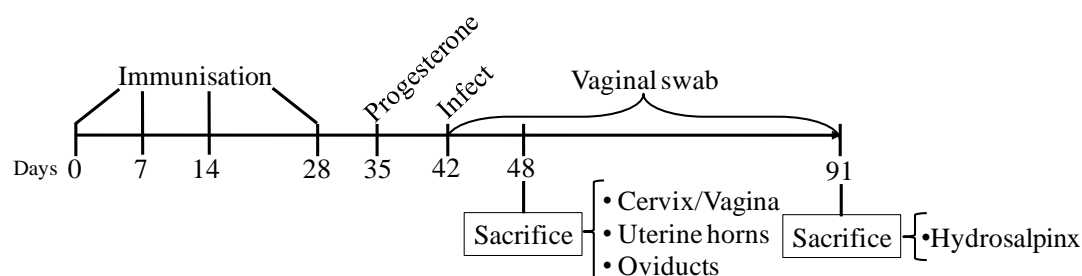 Immunisation
Progesterone
Infect
Vaginal swab
Days 0 7 14 28 35 42 48 91
Sacrifice
• Cervix/Vagina
• Uterine horns
• Oviducts
Sacrifice
•Hydrosalpinx